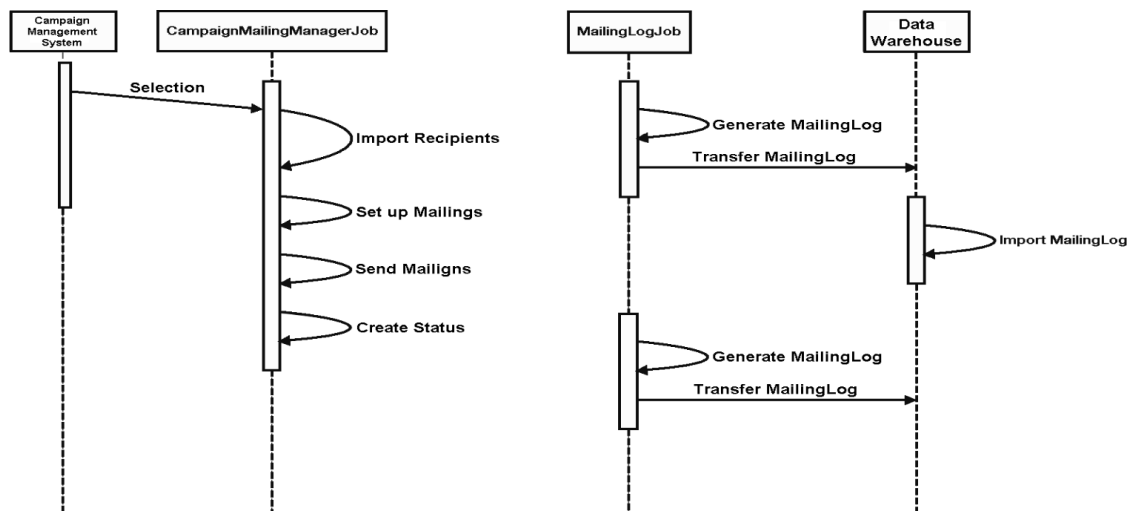 Campaign
Management
System
CampaignMailingManagerJob
MailingLogJob
Data
Warehouse
Selection
Import Recipients
Set up Mailings
Send Mailigns
Create Status
Generate MailingLog
Transfer MailingLog
Import MailingLog
Generate MailingLog
Transfer MailingLog